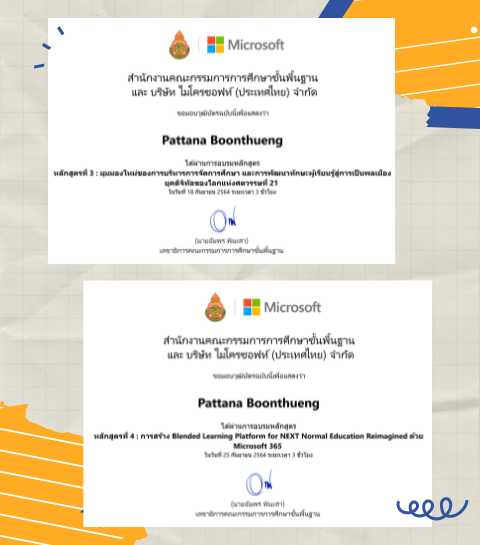 Microsoft
สำนักงานคณะกรรมการการศึกษาขั้นพื้นฐาน
และ บริษัท ไมโครซอฟท์ (ประเทศไทย) จำกัด
ขอมอบวุฒิบัตรฉบับนี้เพื่อแสดงว่า
Pattana Boonthueng
ได้ผ่านการอบรมหลักสูตร
หลักสูตรที่ 3 : มุมมองใหม่ของการบริหารการจัดการศึกษา และการพัฒนาทักษะผู้เรียนรู้สู่การเป็นพลเมือง
ยุคดิจิทัลของโลกแห่งศตวรรษที่ 21
ในวันที่ 18 กันยายน 2564 ระยะเวลา 3 ชั่วโมง
(นายอัมพร พินะสา)
เลขาธิการคณะกรรมการการศึกษาขั้นพื้นฐาน
Microsoft
สำนักงานคณะกรรมการการศึกษาขั้นพื้นฐาน
และ บริษัท ไมโครซอฟท์ (ประเทศไทย) จำกัด
ขอมอบวุฒิบัตรฉบับนี้เพื่อแสดงว่า
Pattana Boonthueng
ได้ผ่านการอบรมหลักสูตร
หลักสูตรที่ 4 : การสร้าง Blended Learning Platform for NEXT Normal Education Reimagined ด้วย
Microsoft 365
ในวันที่ 25 กันยายน 2564 ระยะเวลา 3 ชั่วโมง
(นายอัมพร พินะสา)
เลขาธิการคณะกรรมการการศึกษาขั้นพื้นฐาน